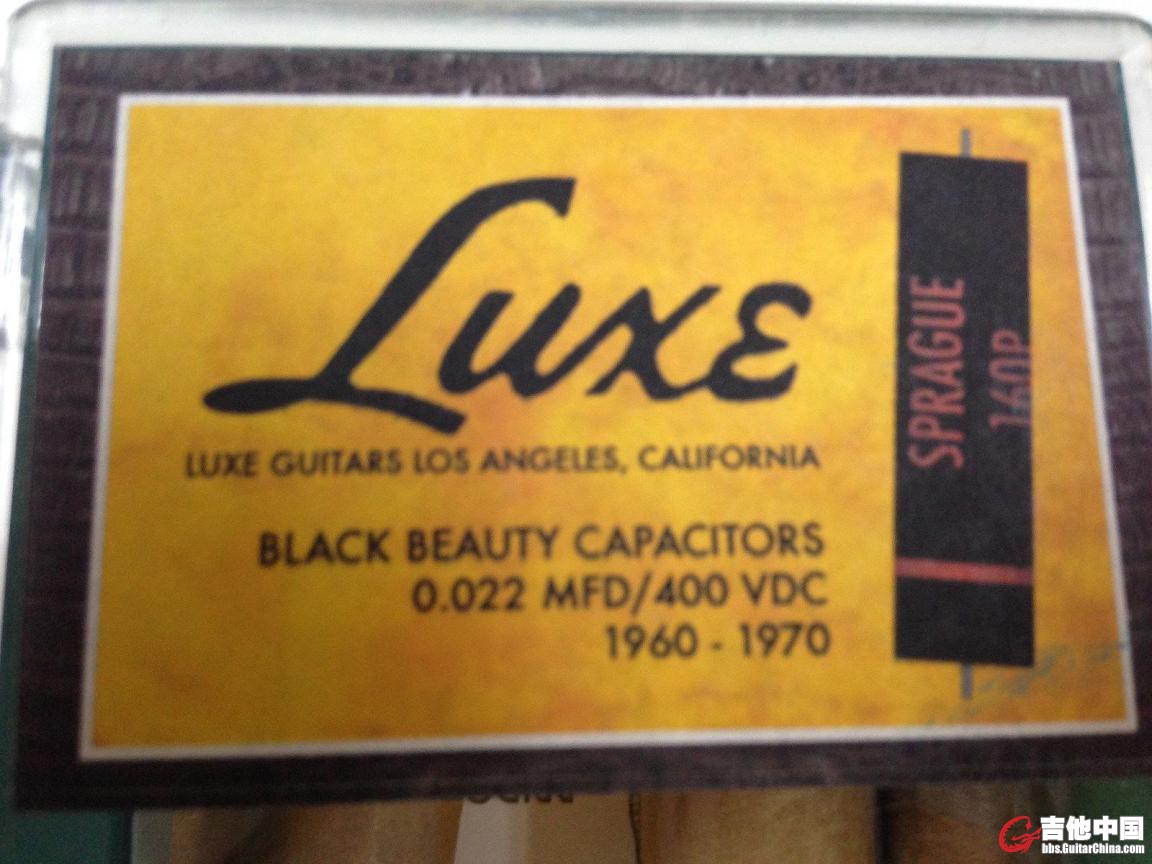 Luxe
LUXE GUITARS LOS ANGELES, CALIFORNIA
BLACK BEAUTY CAPACITORS
0.022 MFD/400 VDC
1960 - 1970
SPRAGUE
160P
吉他中国
bbs.GuitarChina.com